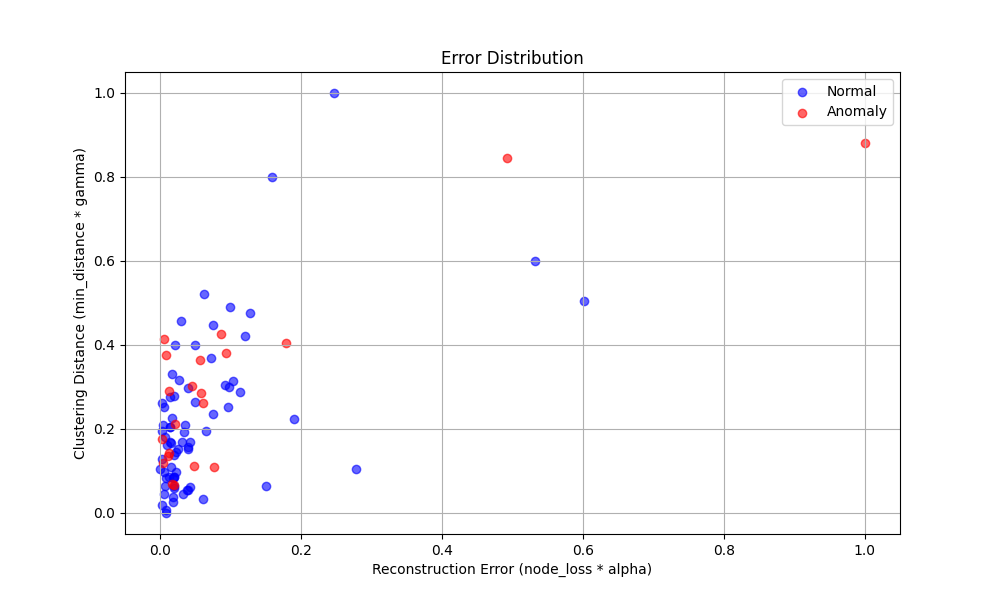 Error Distribution
Normal
Anomaly
1.0
0.8
0.6
0.4
0.2
0.0
Clustering Distance (min_distance * gamma)
0.0 0.2 0.4 0.6 0.8 1.0
Reconstruction Error (node_loss * alpha)